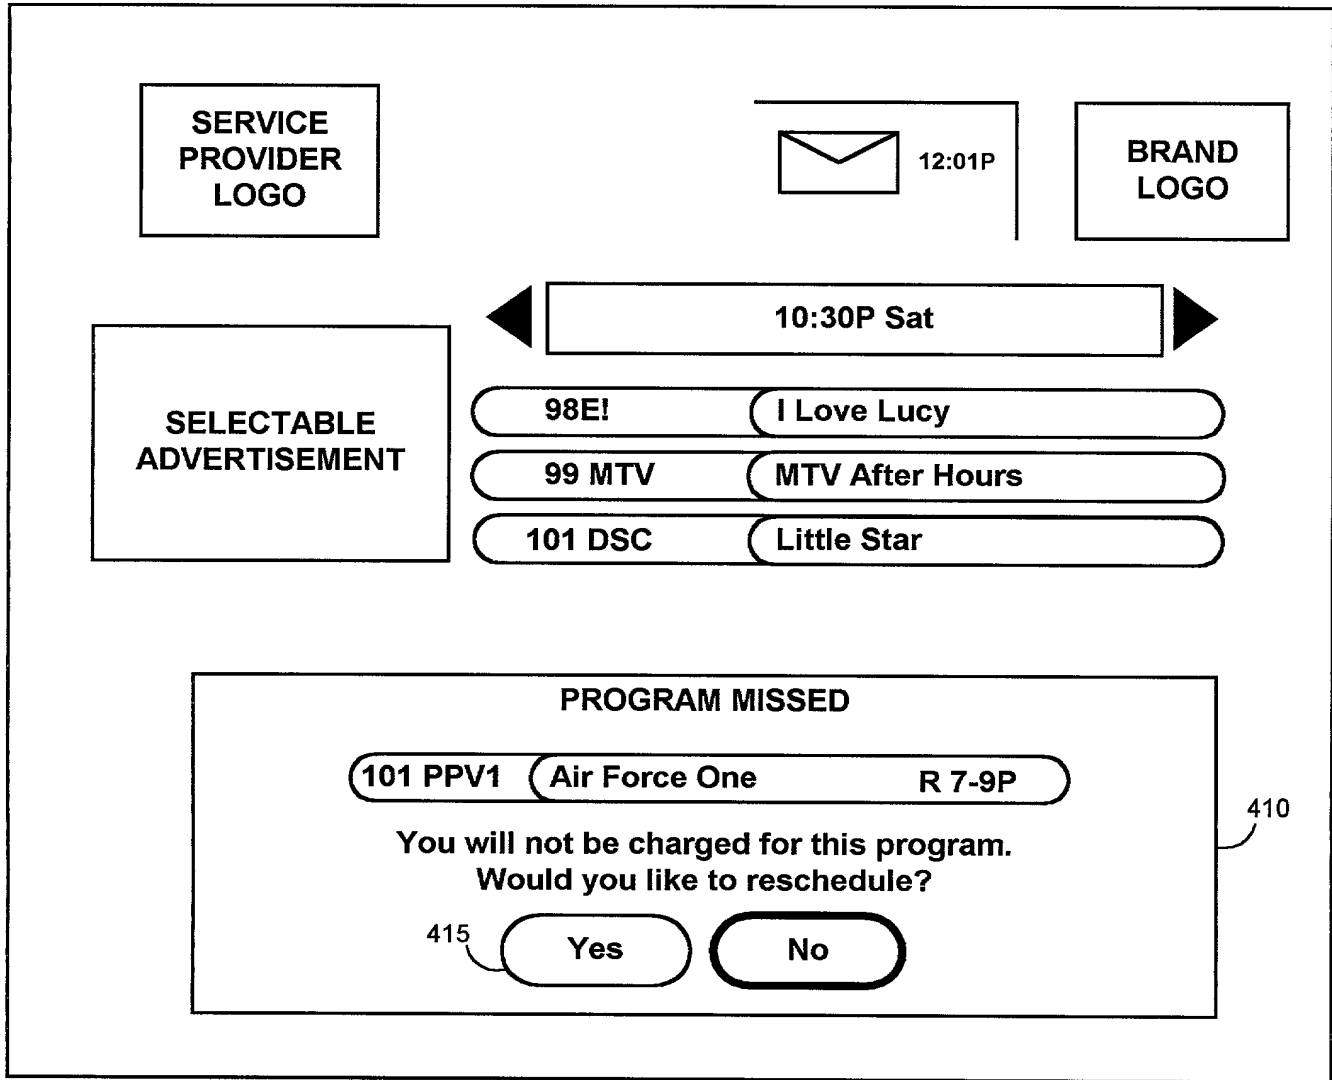 SERVICE
PROVIDER
LOGO
12:01P
BRAND
LOGO
10:30P Sat
SELECTABLE
ADVERTISEMENT
98E! I Love Lucy
99 MTV MTV After Hours
101 DSC Little Star
PROGRAM MISSED
101 PPV1 Air Force One R 7-9P
410
You will not be charged for this program.
Would you like to reschedule?
415
Yes No